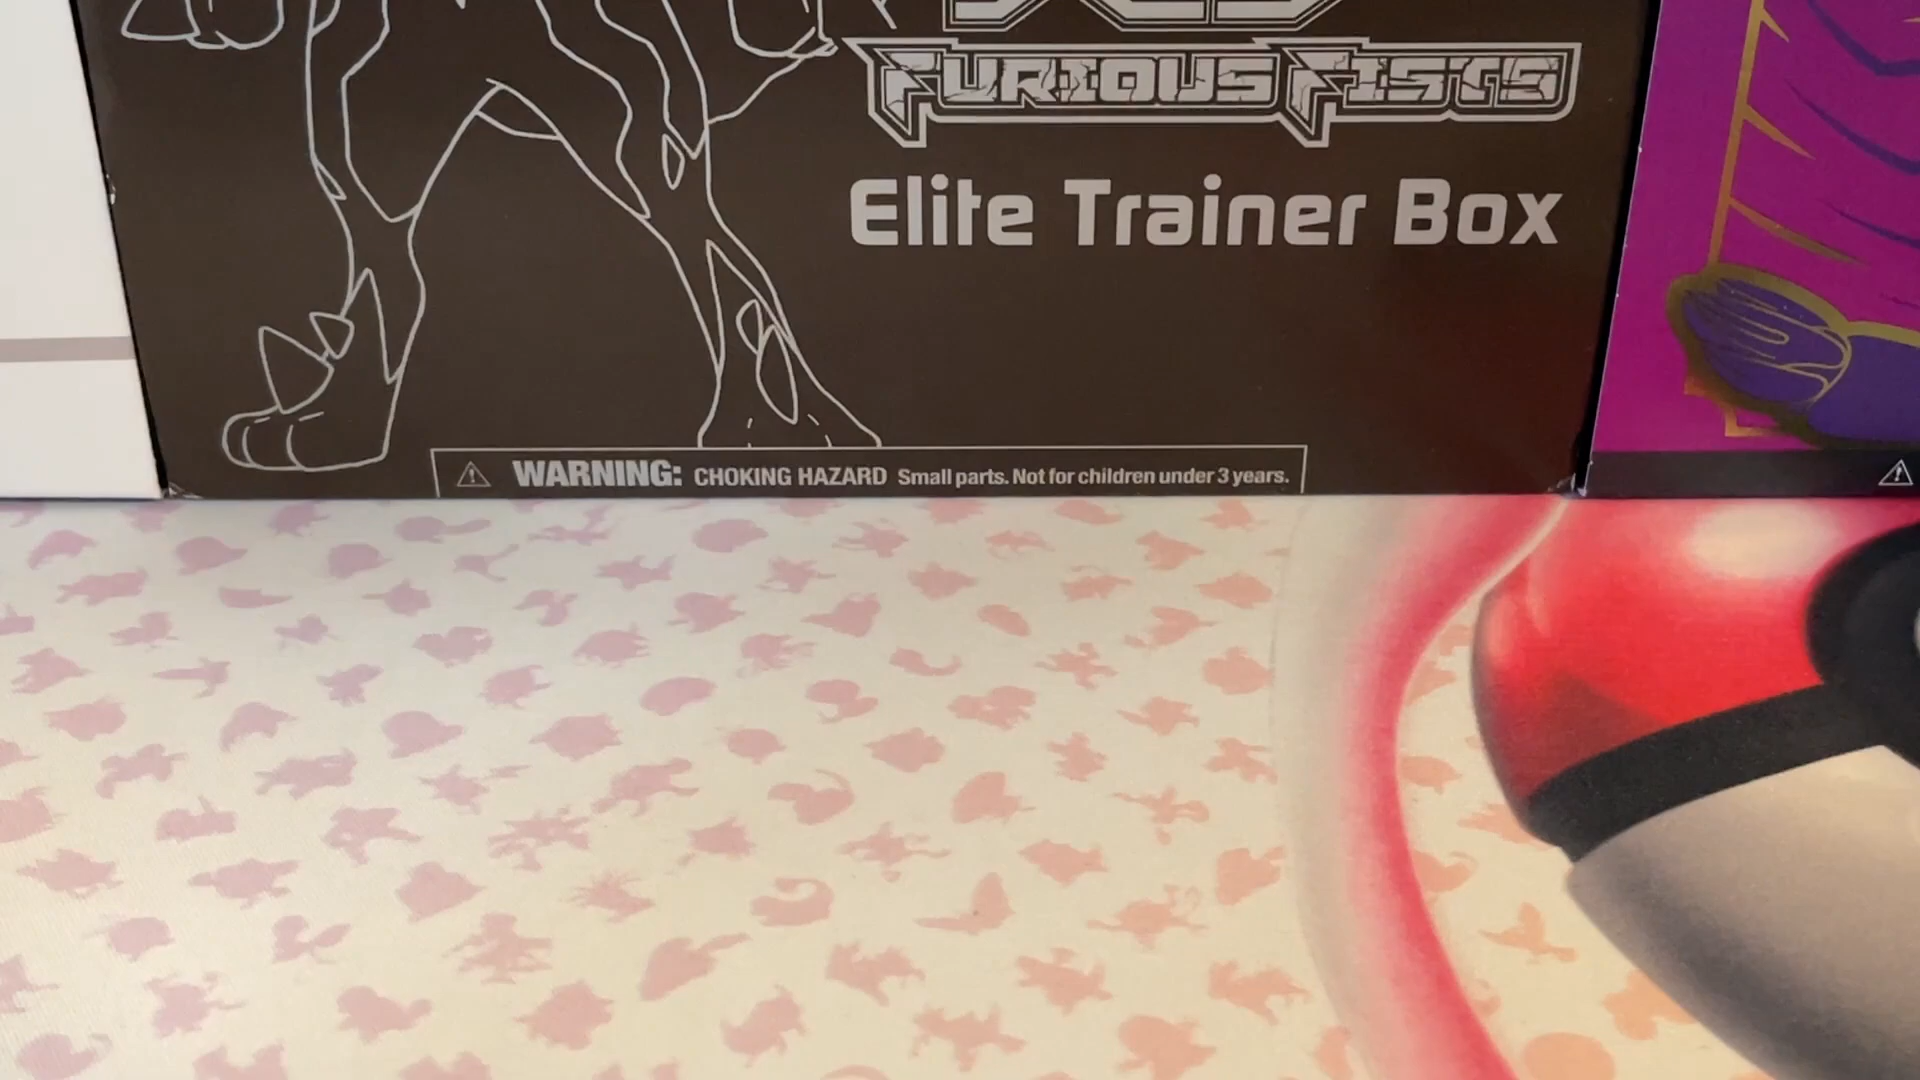 FURIOUS FISTS
Elite Trainer Box
WARNING: CHOKING HAZARD Small parts. Not for children under 3 years.